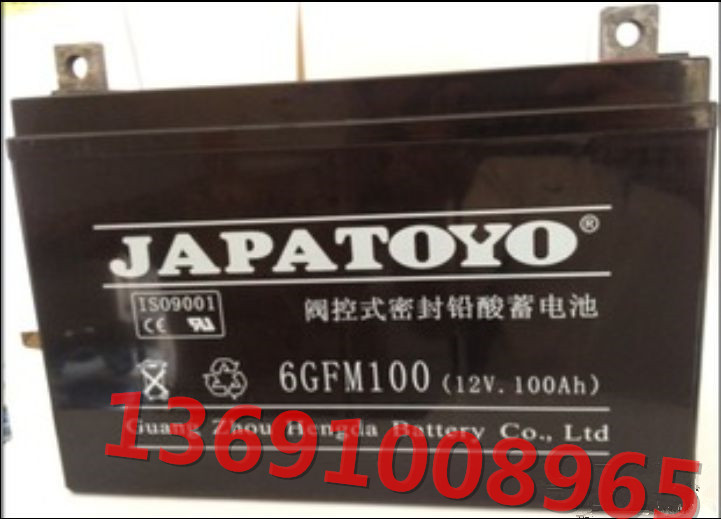 JAPATOYO®
ISO9001
CE
阀控式密封铅酸蓄电池
6GFM100 (12V.100Ah)
Guang Zhou Hengda Battery Co., Ltd
13691008965